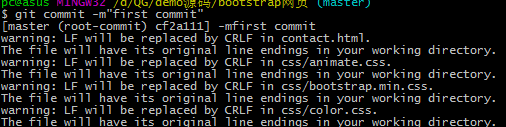 pc@asus MINGW32 /d/QG/demo源码/bootstrap网页 (master)
$ git commit -m"first commit"
[master (root-commit) cf2a111] -mfirst commit
warning: LF will be replaced by CRLF in contact.html.
The file will have its original line endings in your working directory.
warning: LF will be replaced by CRLF in css/animate.css.
The file will have its original line endings in your working directory.
warning: LF will be replaced by CRLF in css/bootstrap.min.css.
The file will have its original line endings in your working directory.
warning: LF will be replaced by CRLF in css/color.css.
The file will have its original line endings in your working directory.